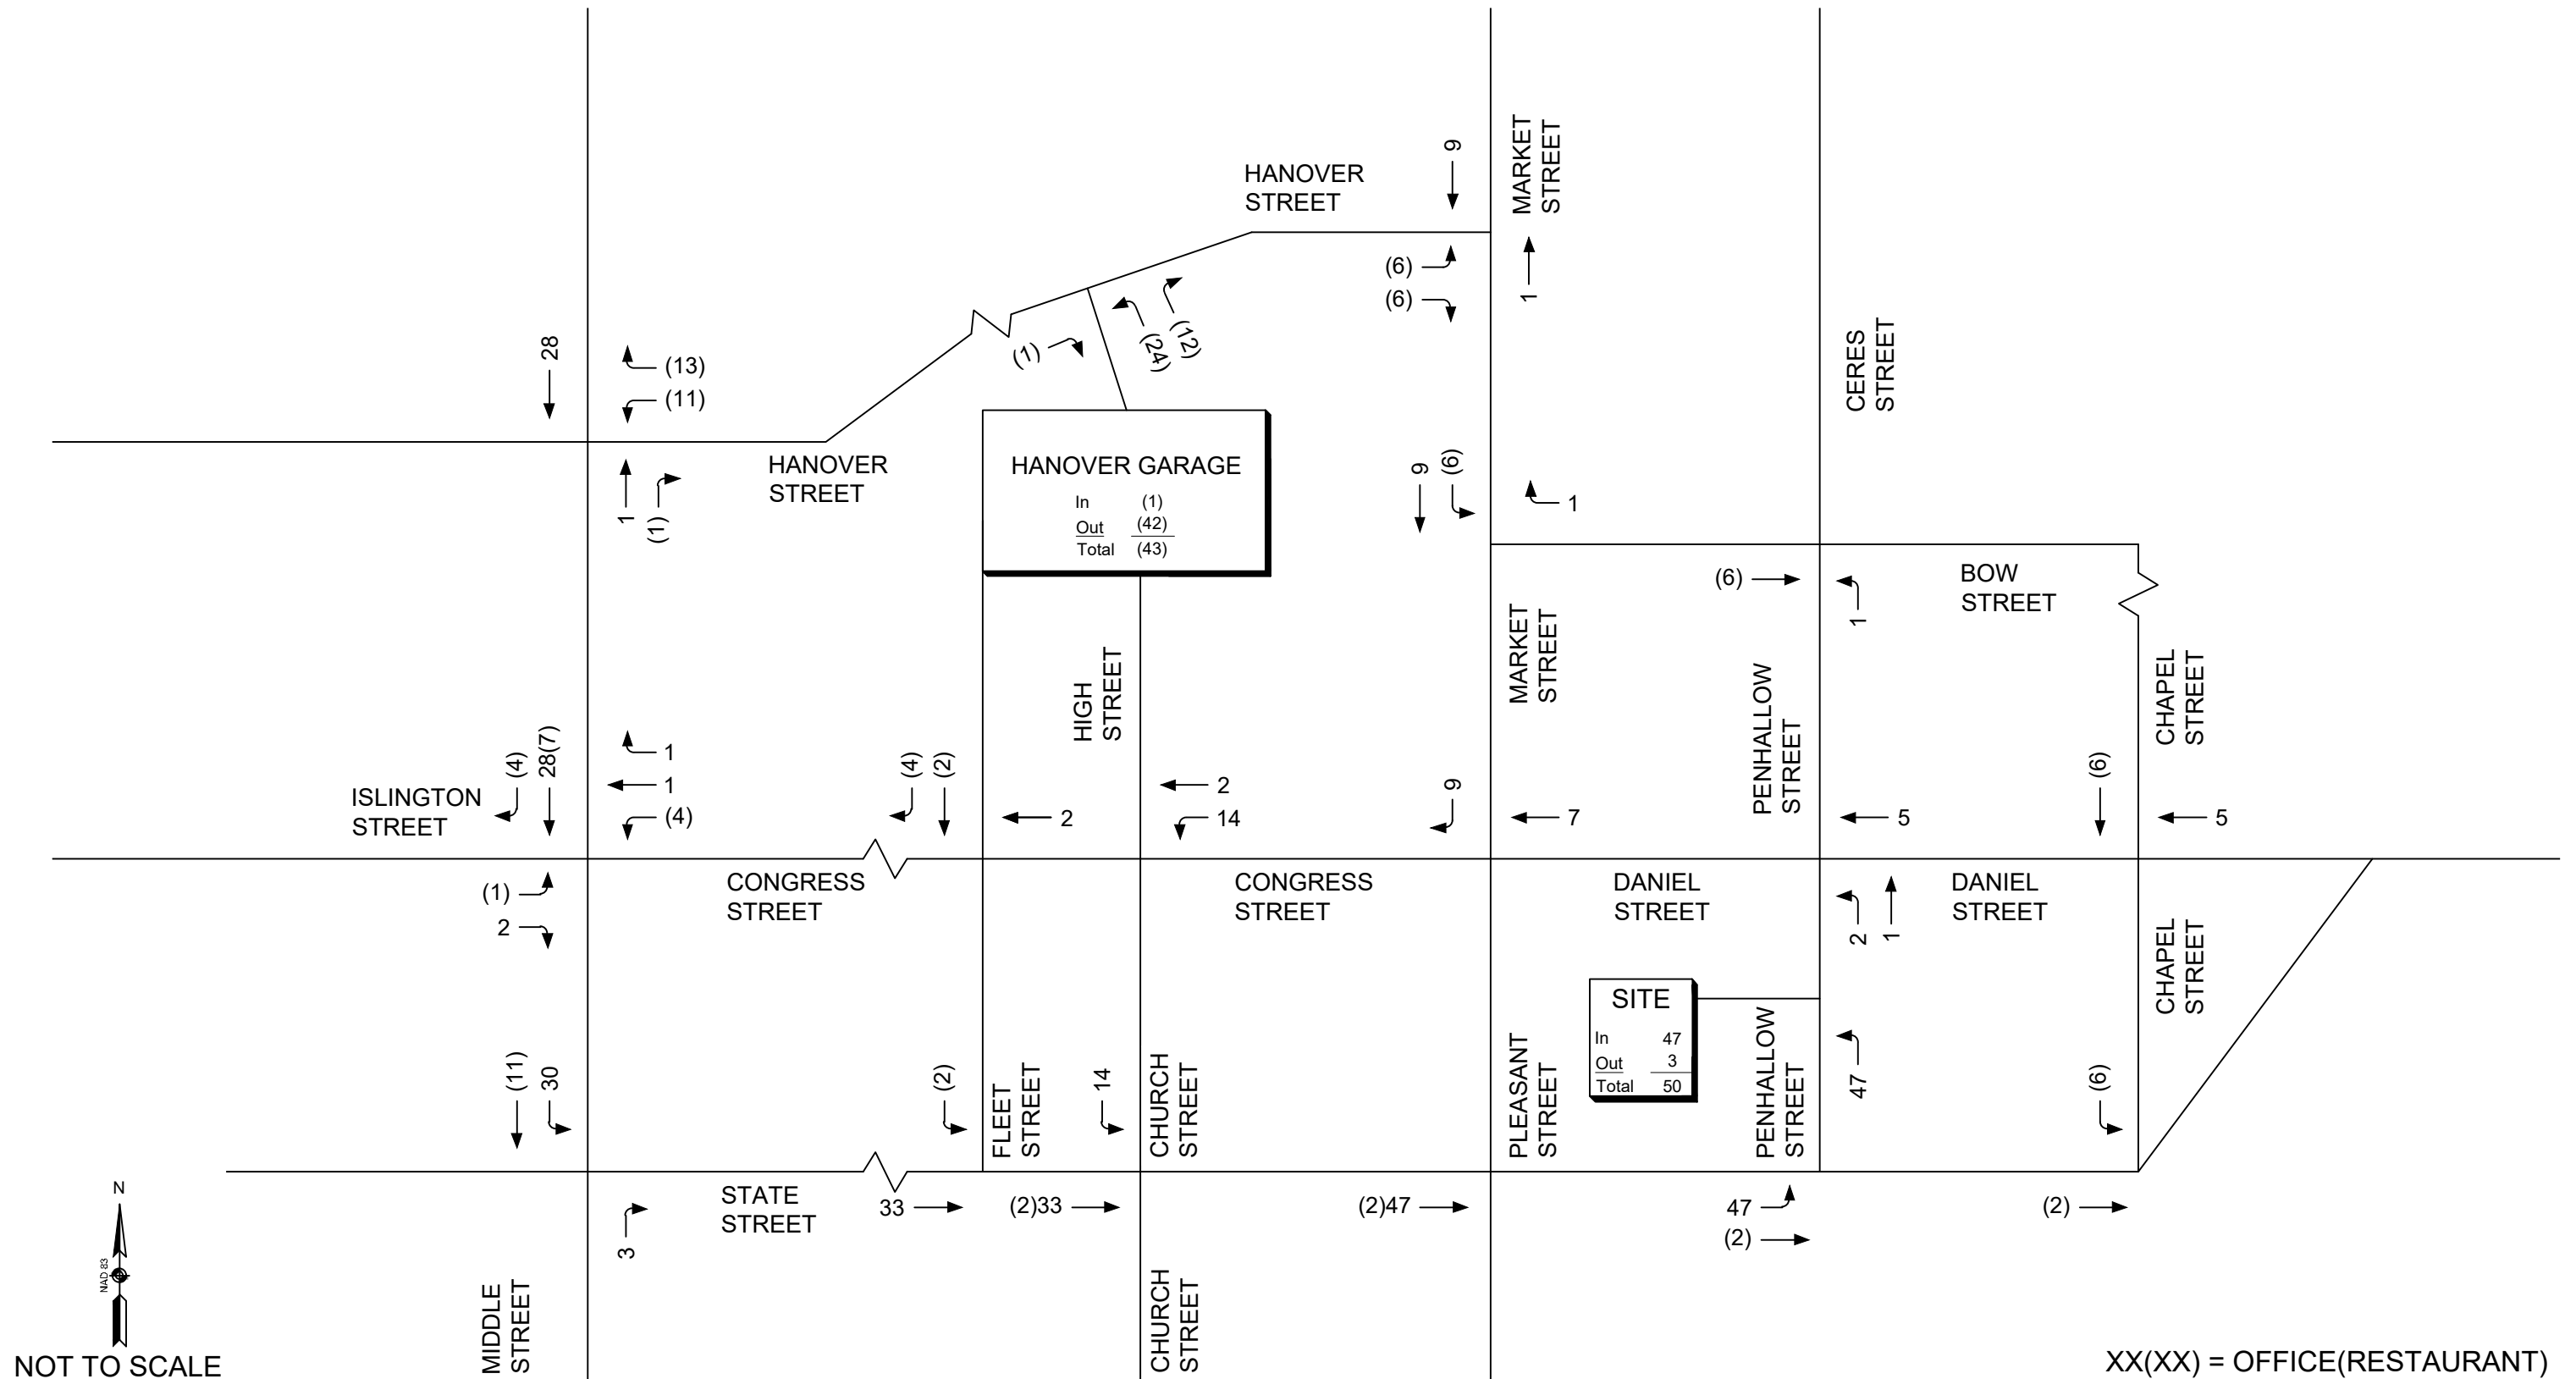 HANOVER
STREET
9
MARKET
STREET
(6)
(6)
1
(1)
(24)
(12)
28
(13)
(11)
CERES
STREET
HANOVER
STREET
1
(1)
HANOVER GARAGE
In (1)
Out (42)
Total (43)
9
(6)
1
(6)
1
BOW
STREET
HIGH
STREET
MARKET
STREET
PENHALLOW
STREET
CHAPEL
STREET
ISLINGTON
STREET
(4)
28(7)
1
1
(4)
(4)
(2)
2
2
14
9
7
5
(6)
5
(1)
2
CONGRESS
STREET
CONGRESS
STREET
DANIEL
STREET
2
1
DANIEL
STREET
CHAPEL
STREET
SITE
In 47
Out 3
Total 50
(11)
30
(2)
FLEET
STREET
14
CHURCH
STREET
PLEASANT
STREET
PENHALLOW
STREET
47
(6)
N
NAD 83
NOT TO SCALE
MIDDLE
STREET
3
STATE
STREET
33
(2)33
(2)47
47
(2)
(2)
CHURCH
STREET
XX(XX) = OFFICE(RESTAURANT)